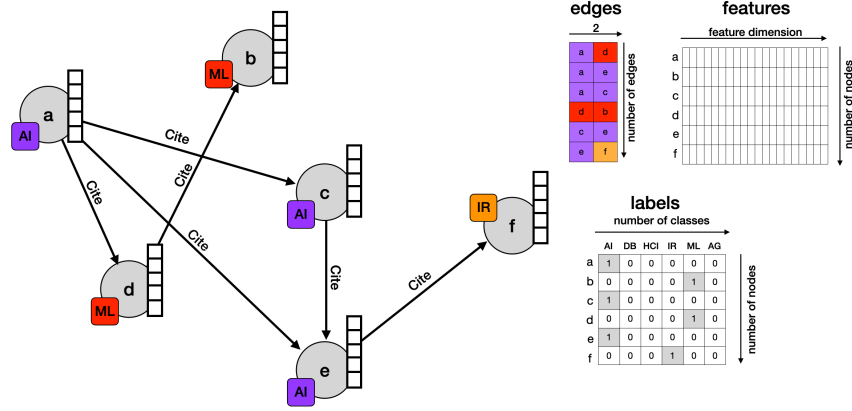 b
ML
a
AI
Cite
Cite
Cite
Cite
c
AI
d
ML
Cite
Cite
e
AI
IR
f
edges
2
a d
a e
a c
d b
c e
e f
number of edges
features
feature dimension
a
b
c
d
e
f
number of nodes
labels
number of classes
AI DB HCI IR ML AG
a 1 0 0 0 0 0
b 0 0 0 0 1 0
c 1 0 0 0 0 0
d 0 0 0 0 1 0
e 1 0 0 0 0 0
f 0 0 0 1 0 0
number of nodes